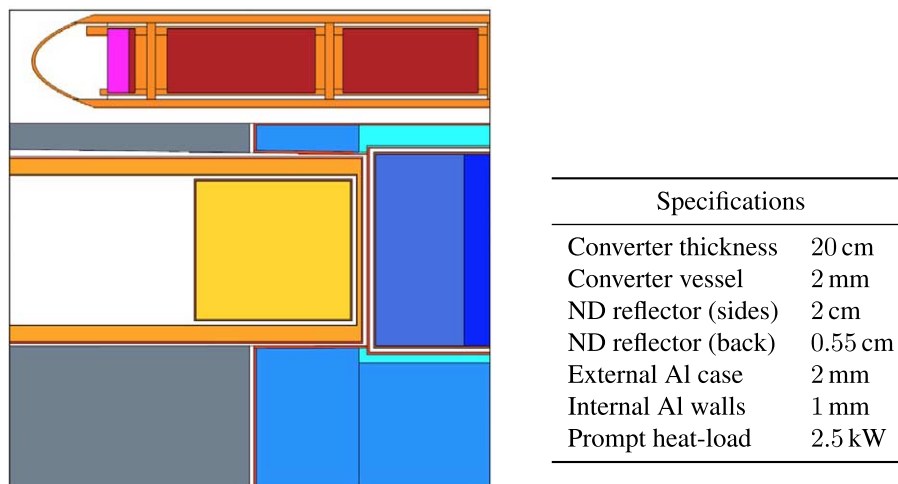 Specifications
Converter thickness 20 cm
Converter vessel 2 mm
ND reflector (sides) 2 cm
ND reflector (back) 0.55 cm
External Al case 2 mm
Internal Al walls 1 mm
Prompt heat-load 2.5 kW